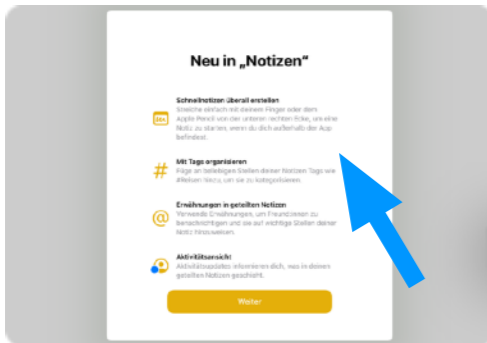 Neu in „Notizen“
Schnellnotizen überall erstellen
Streiche einfach mit deinem Finger oder dem
Apple Pencil von der unteren rechten Ecke, um eine
Notiz zu starten, wenn du dich außerhalb der App
befindest.
Mit Tags organisieren
Füge an beliebigen Stellen deiner Notizen Tags wie
#Reisen hinzu, um sie zu kategorisieren.
Erwähnungen in geteilten Notizen
Verwende Erwähnungen, um Freund:innen zu
benachrichtigen und sie auf wichtige Stellen deiner
Notiz hinzuweisen.
Aktivitätsansicht
Aktivitätsupdates informieren dich, was in deinen
geteilten Notizen geschieht.
Weiter